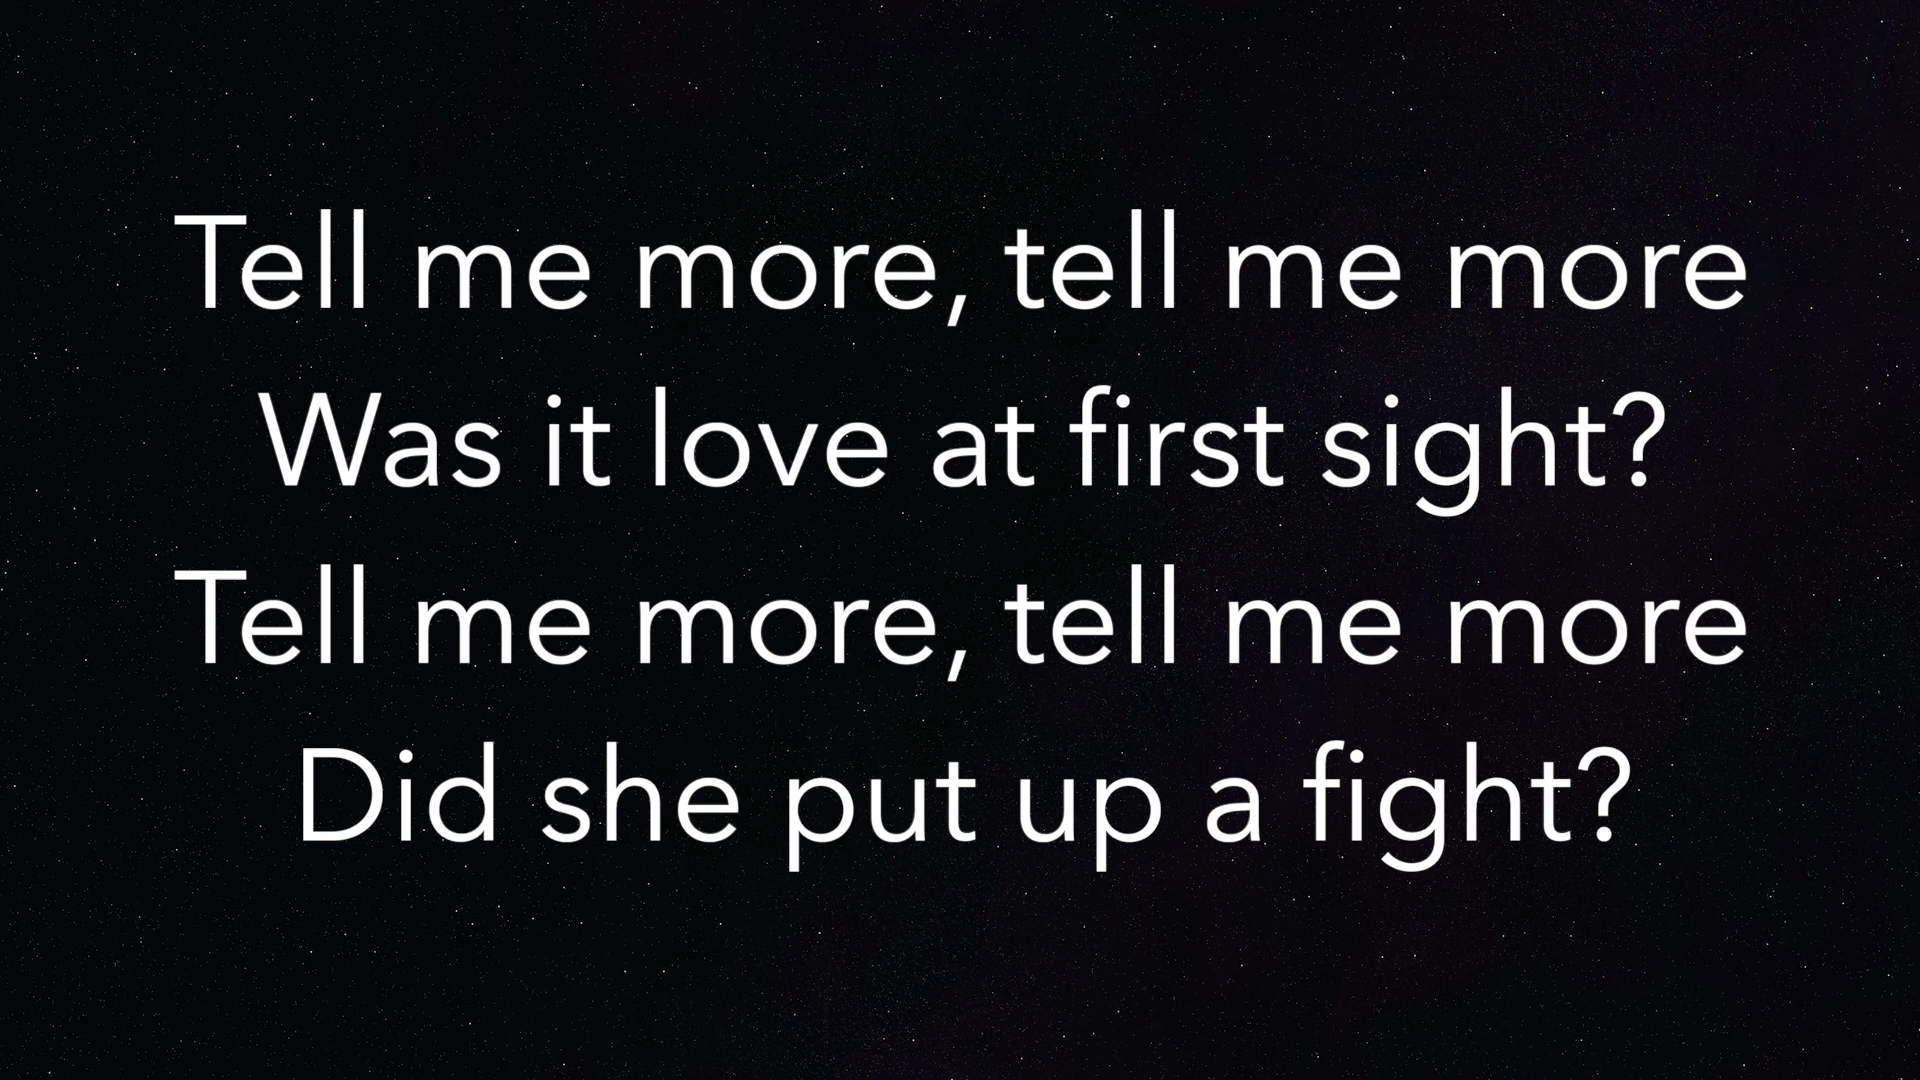 Tell me more, tell me more
Was it love at first sight?
Tell me more, tell me more
Did she put up a fight?